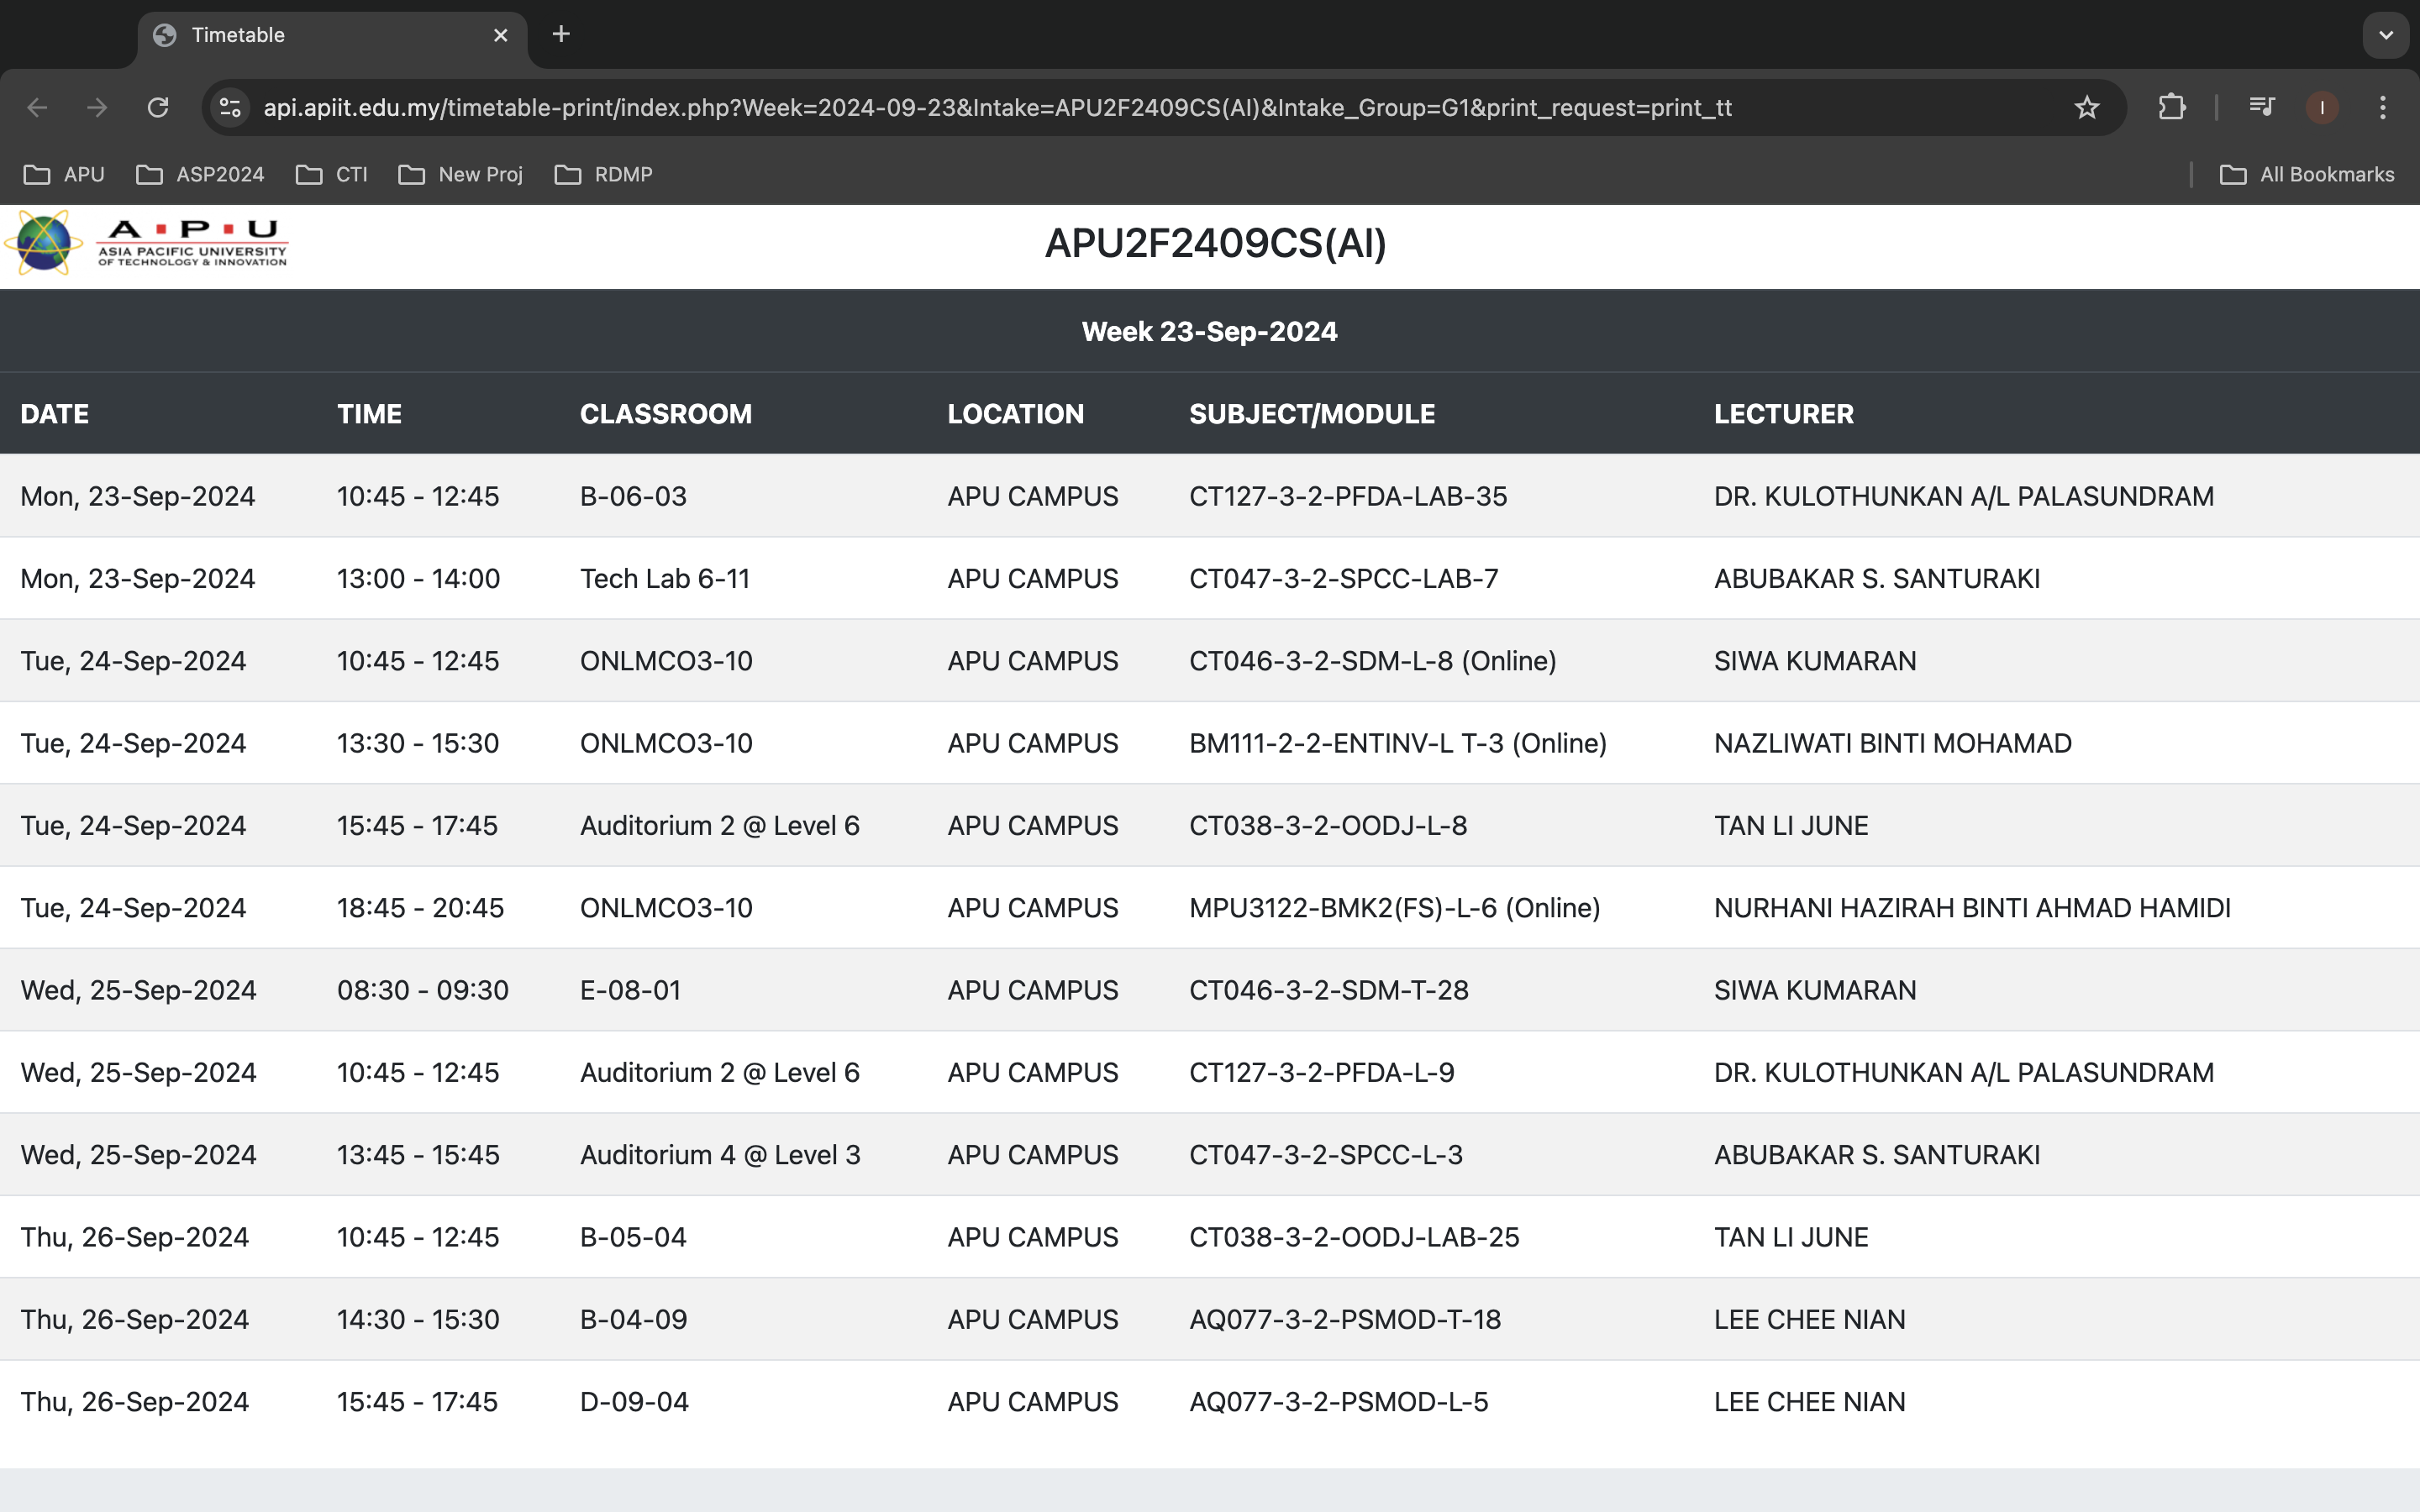 Timetable
api.apiit.edu.my/timetable-print/index.php?Week=2024-09-23&Intake=APU2F2409CS(AI)&Intake_Group=G1&print_request=print_tt
I
APU ASP2024 CTI New Proj RDMP All Bookmarks
A·P·U
ASIA PACIFIC UNIVERSITY
OF TECHNOLOGY & INNOVATION
APU2F2409CS(AI)
Week 23-Sep-2024
DATE TIME CLASSROOM LOCATION SUBJECT/MODULE LECTURER
Mon, 23-Sep-2024 10:45 - 12:45 B-06-03 APU CAMPUS CT127-3-2-PFDA-LAB-35 DR. KULOTHUNKAN A/L PALASUNDRAM
Mon, 23-Sep-2024 13:00 - 14:00 Tech Lab 6-11 APU CAMPUS CT047-3-2-SPCC-LAB-7 ABUBAKAR S. SANTURAKI
Tue, 24-Sep-2024 10:45 - 12:45 ONLMCO3-10 APU CAMPUS CT046-3-2-SDM-L-8 (Online) SIWA KUMARAN
Tue, 24-Sep-2024 13:30 - 15:30 ONLMCO3-10 APU CAMPUS BM111-2-2-ENTINV-L T-3 (Online) NAZLIWATI BINTI MOHAMAD
Tue, 24-Sep-2024 15:45 - 17:45 Auditorium 2 @ Level 6 APU CAMPUS CT038-3-2-OODJ-L-8 TAN LI JUNE
Tue, 24-Sep-2024 18:45 - 20:45 ONLMCO3-10 APU CAMPUS MPU3122-BMK2(FS)-L-6 (Online) NURHANI HAZIRAH BINTI AHMAD HAMIDI
Wed, 25-Sep-2024 08:30 - 09:30 E-08-01 APU CAMPUS CT046-3-2-SDM-T-28 SIWA KUMARAN
Wed, 25-Sep-2024 10:45 - 12:45 Auditorium 2 @ Level 6 APU CAMPUS CT127-3-2-PFDA-L-9 DR. KULOTHUNKAN A/L PALASUNDRAM
Wed, 25-Sep-2024 13:45 - 15:45 Auditorium 4 @ Level 3 APU CAMPUS CT047-3-2-SPCC-L-3 ABUBAKAR S. SANTURAKI
Thu, 26-Sep-2024 10:45 - 12:45 B-05-04 APU CAMPUS CT038-3-2-OODJ-LAB-25 TAN LI JUNE
Thu, 26-Sep-2024 14:30 - 15:30 B-04-09 APU CAMPUS AQ077-3-2-PSMOD-T-18 LEE CHEE NIAN
Thu, 26-Sep-2024 15:45 - 17:45 D-09-04 APU CAMPUS AQ077-3-2-PSMOD-L-5 LEE CHEE NIAN